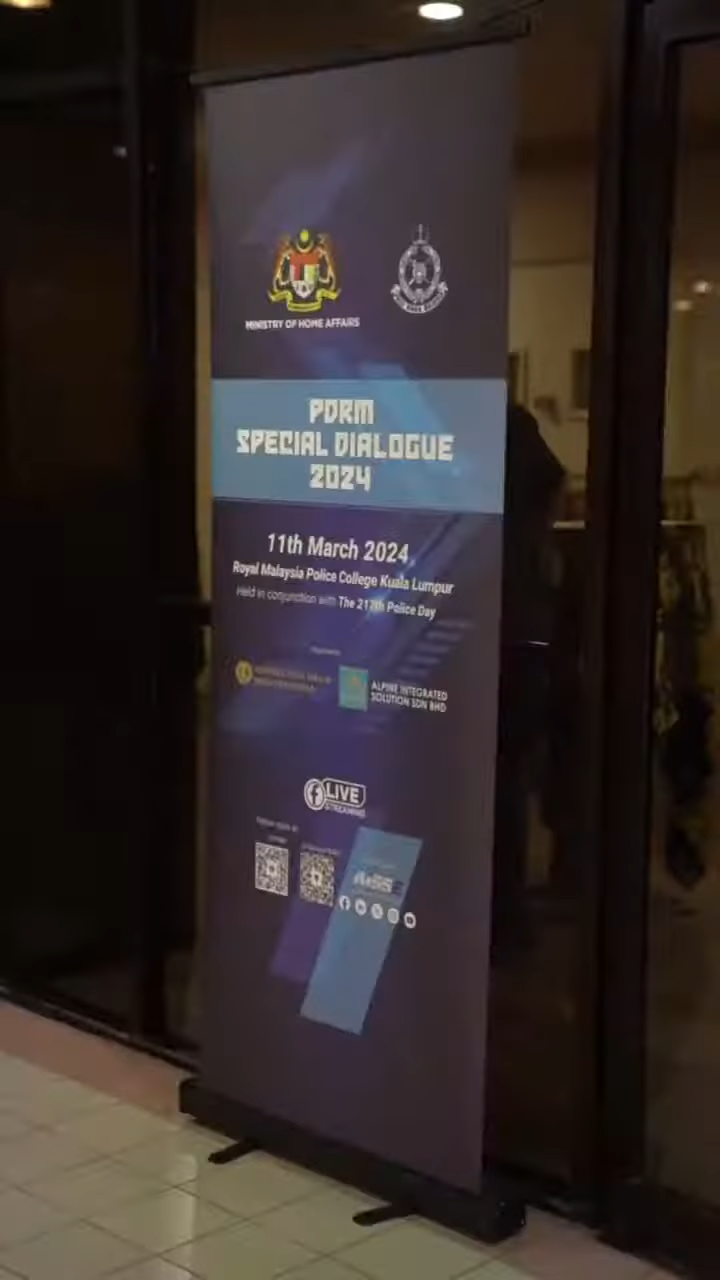 MINISTRY OF HOME AFFAIRS
PDRM
SPECIAL DIALOGUE
2024
11th March 2024
Royal Malaysia Police College Kuala Lumpur
Held in conjunction with The 217th Police Day
ALPINE INTEGRATED
SOLUTION SDN BHD
LIVE
STREAMING